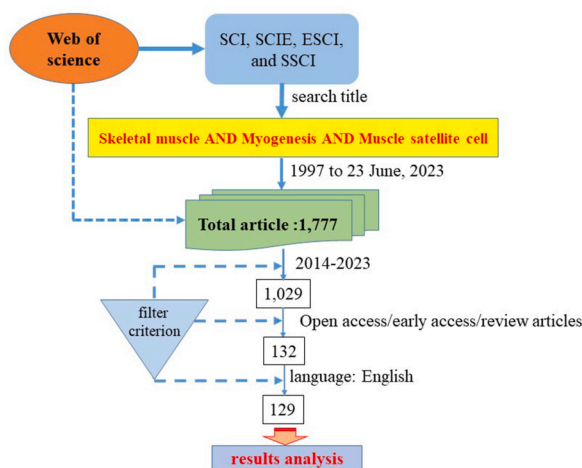 Web of
science
SCI, SCIE, ESCI,
and SSCI
search title
Skeletal muscle AND Myogenesis AND Muscle satellite cell
1997 to 23 June, 2023
Total article :1,777
2014-2023
1,029
filter
criterion
Open access/early access/review articles
132
language: English
129
results analysis